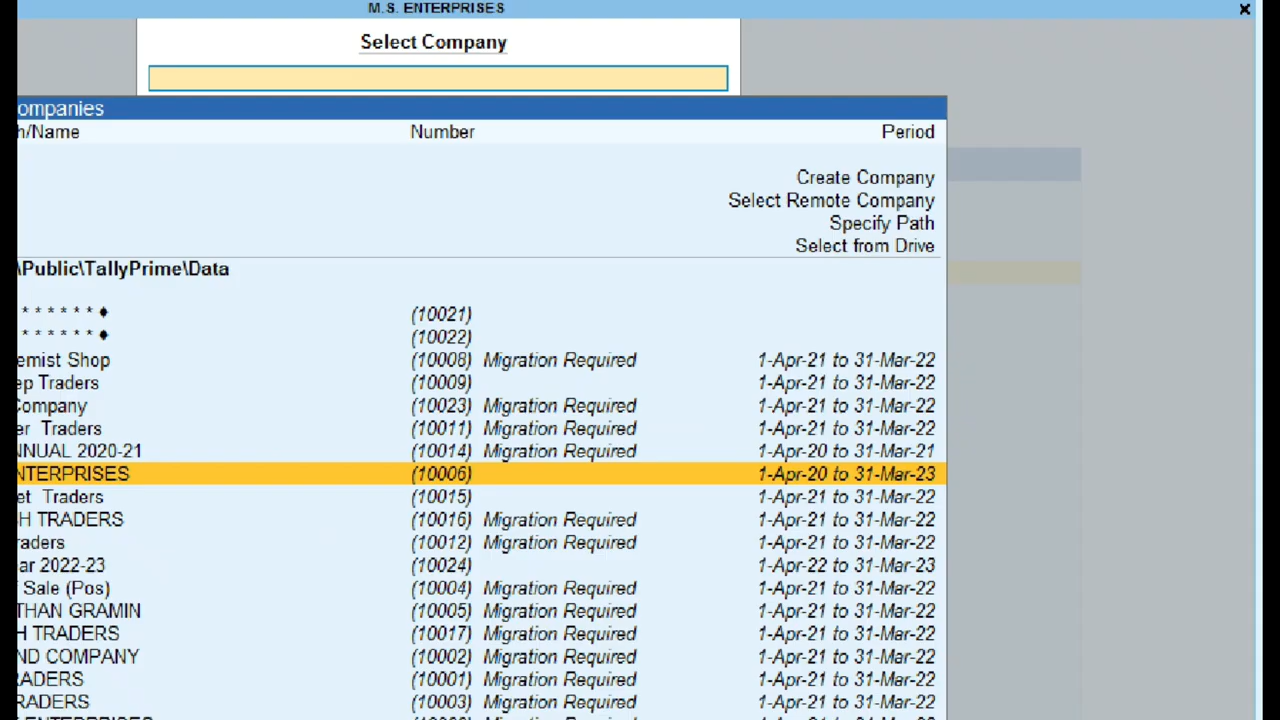 M.S. ENTERPRISES
Select Company
ompanies
h/Name Number Period
Create Company
Select Remote Company
Specify Path
Select from Drive
\Public\TallyPrime\Data
* * * * * * ♦ (10021)
* * * * * * ♦ (10022)
emist Shop (10008) Migration Required 1-Apr-21 to 31-Mar-22
ep Traders (10009) 1-Apr-21 to 31-Mar-22
Company (10023) Migration Required 1-Apr-21 to 31-Mar-22
er Traders (10011) Migration Required 1-Apr-21 to 31-Mar-22
NNUAL 2020-21 (10014) Migration Required 1-Apr-20 to 31-Mar-21
NTERPRISES (10006) 1-Apr-20 to 31-Mar-23
et Traders (10015) 1-Apr-21 to 31-Mar-22
H TRADERS (10016) Migration Required 1-Apr-21 to 31-Mar-22
raders (10012) Migration Required 1-Apr-21 to 31-Mar-22
ar 2022-23 (10024) 1-Apr-22 to 31-Mar-23
Sale (Pos) (10004) Migration Required 1-Apr-21 to 31-Mar-22
THAN GRAMIN (10005) Migration Required 1-Apr-21 to 31-Mar-22
H TRADERS (10017) Migration Required 1-Apr-21 to 31-Mar-22
ND COMPANY (10002) Migration Required 1-Apr-21 to 31-Mar-22
RADERS (10001) Migration Required 1-Apr-21 to 31-Mar-22
RADERS (10003) Migration Required 1-Apr-21 to 31-Mar-22
ENTERPRISES Migration Required 1-Apr-21 to 31-Mar-22